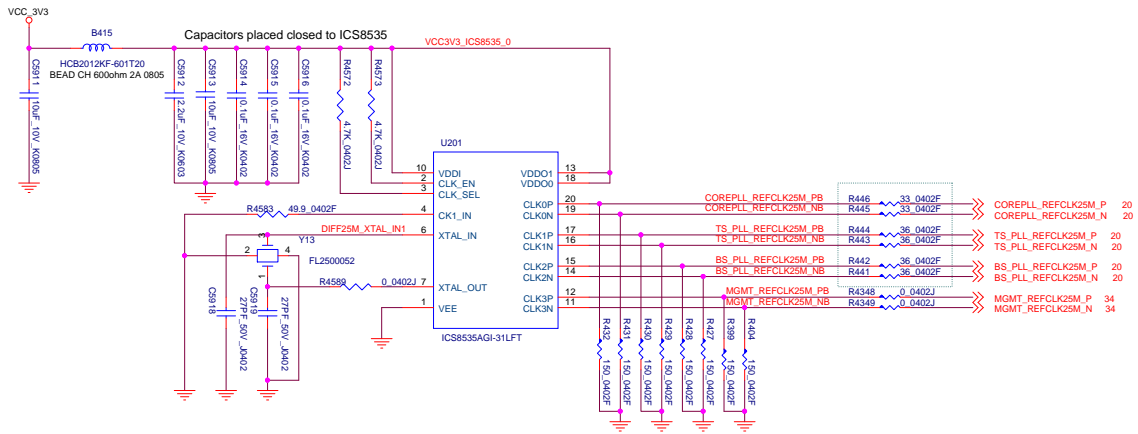 VCC_3V3
B415
HCB2012KF-601T20
BEAD CH 600ohm 2A 0805
Capacitors placed closed to ICS8535
VCC3V3_ICS8535_0
C5911
10uF_10V_K0805
C5912
2.2uF_10V_K0603
C5913
10uF_10V_K0805
C5914
0.1uF_16V_K0402
C5915
0.1uF_16V_K0402
C5916
0.1uF_16V_K0402
R4572
4.7K_0402J
R4573
4.7K_0402J
U201
10 VDDI
2 CLK_EN
3 CLK_SEL
4 CK1_IN
6 XTAL_IN
7 XTAL_OUT
1 VEE
VDDO1 13
VDDO0 18
CLK0P 20
CLK0N 19
CLK1P 17
CLK1N 16
CLK2P 15
CLK2N 14
CLK3P 12
CLK3N 11
ICS8535AGI-31LFT
R4583 49.9_0402F
DIFF25M_XTAL_IN1
Y13
3
2 4
1
FL2500052
R4589 0_0402J
C5918
27PF_50V_J0402
C5919
27PF_50V_J0402
COREPLL_REFCLK25M_PB R446 33_0402F COREPLL_REFCLK25M_P 20
COREPLL_REFCLK25M_NB R445 33_0402F COREPLL_REFCLK25M_N 20
TS_PLL_REFCLK25M_PB R444 36_0402F TS_PLL_REFCLK25M_P 20
TS_PLL_REFCLK25M_NB R443 36_0402F TS_PLL_REFCLK25M_N 20
BS_PLL_REFCLK25M_PB R442 36_0402F BS_PLL_REFCLK25M_P 20
BS_PLL_REFCLK25M_NB R441 36_0402F BS_PLL_REFCLK25M_N 20
MGMT_REFCLK25M_PB R4348 0_0402J MGMT_REFCLK25M_P 34
MGMT_REFCLK25M_NB R4349 0_0402J MGMT_REFCLK25M_N 34
R432
150_0402F
R431
150_0402F
R430
150_0402F
R429
150_0402F
R428
150_0402F
R427
150_0402F
R399
150_0402F
R404
150_0402F